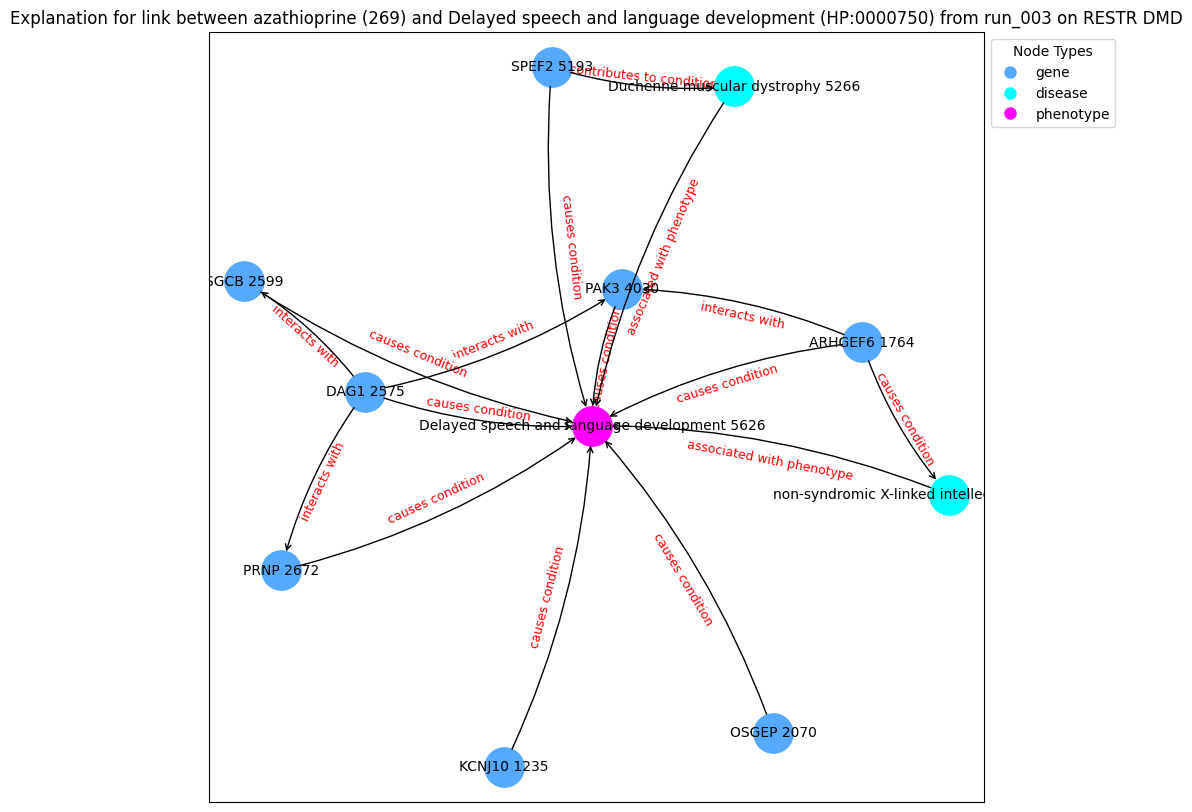 Explanation for link between azathioprine (269) and Delayed speech and language development (HP:0000750) from run_003 on RESTR DMD
Node Types
gene
disease
phenotype
SPEF2 5193
contributes to condition
Duchenne muscular dystrophy 5266
causes condition
associated with phenotype
SGCB 2599
PAK3 4030
interacts with
interacts with
interacts with
causes condition
causes condition
ARHGEF6 1764
DAG1 2575
causes condition
causes condition
causes condition
Delayed speech and language development 5626
associated with phenotype
interacts with
causes condition
non-syndromic X-linked intelle
PRNP 2672
causes condition
causes condition
OSGEP 2070
KCNJ10 1235